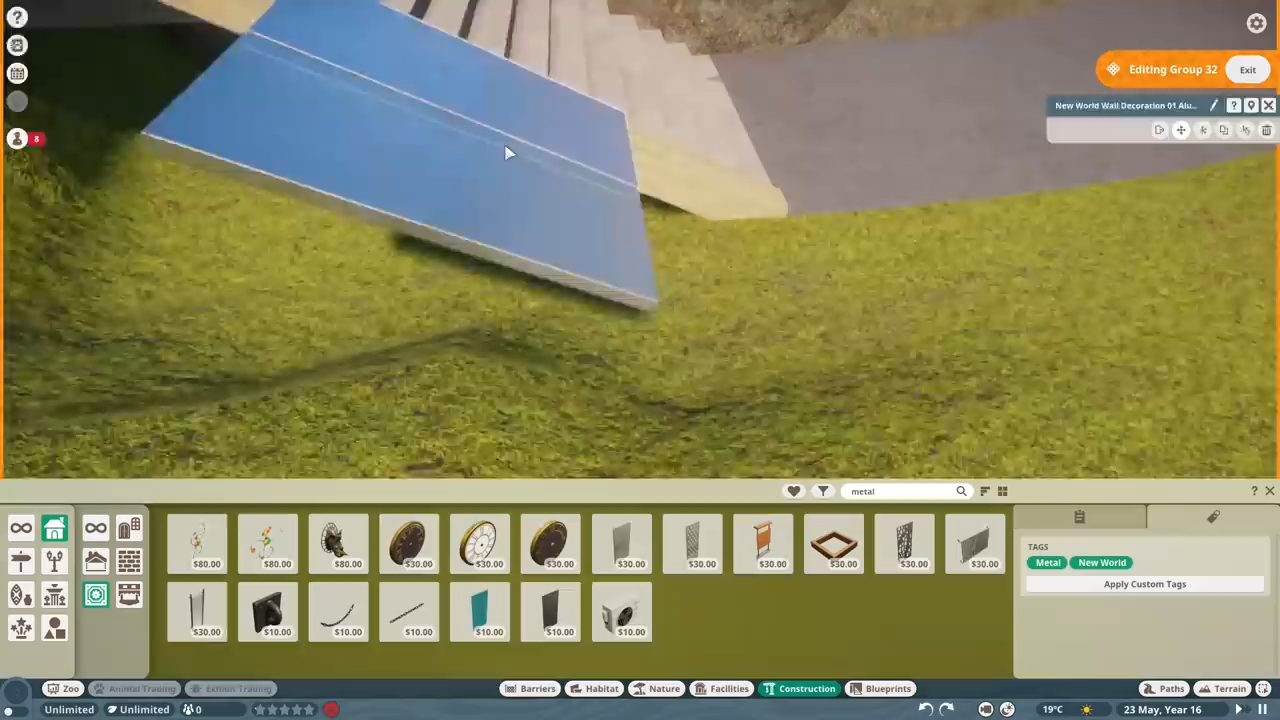 ?
Editing Group 32
Exit
New World Wall Decoration 01 Alu...
?
8
metal
?
$80.00
$80.00
$80.00
$30.00
$30.00
$30.00
$30.00
$30.00
$30.00
$30.00
$30.00
$30.00
$30.00
$10.00
$10.00
$10.00
$10.00
$10.00
$10.00
TAGS
Metal
New World
Apply Custom Tags
Zoo
Animal Trading
Exhibit Trading
Barriers
Habitat
Nature
Facilities
Construction
Blueprints
Paths
Terrain
Unlimited
Unlimited
0
19°C
23 May, Year 16